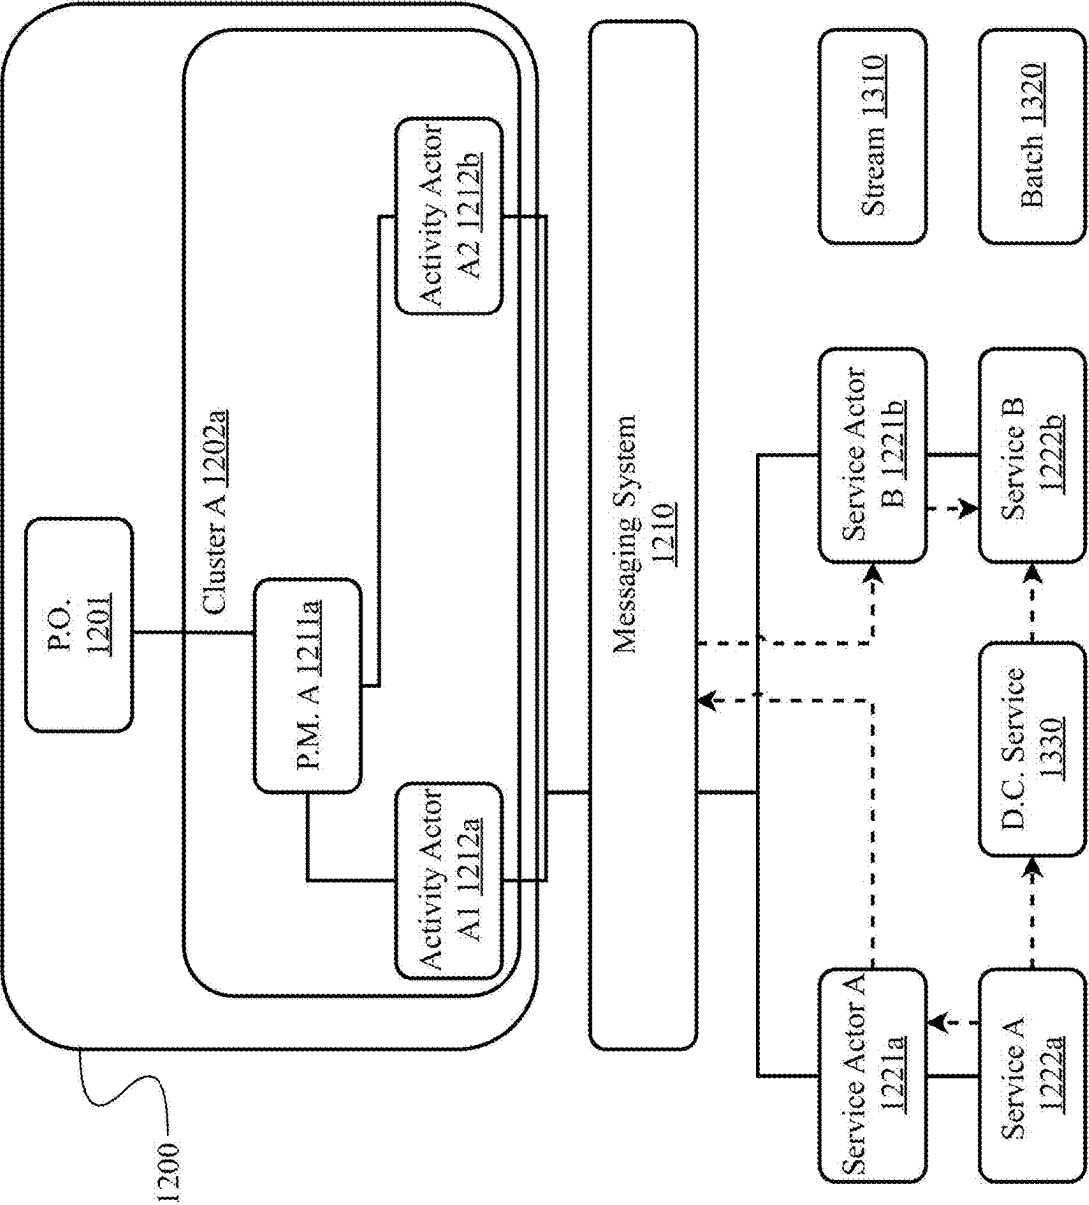 1200
P.O.
1201
Cluster A 1202a
P.M. A 1211a
Activity Actor
A1 1212a
Activity Actor
A2 1212b
Messaging System
1210
Service Actor A
1221a
Service Actor
B 1221b
Stream 1310
Service A
1222a
D.C. Service
1330
Service B
1222b
Batch 1320